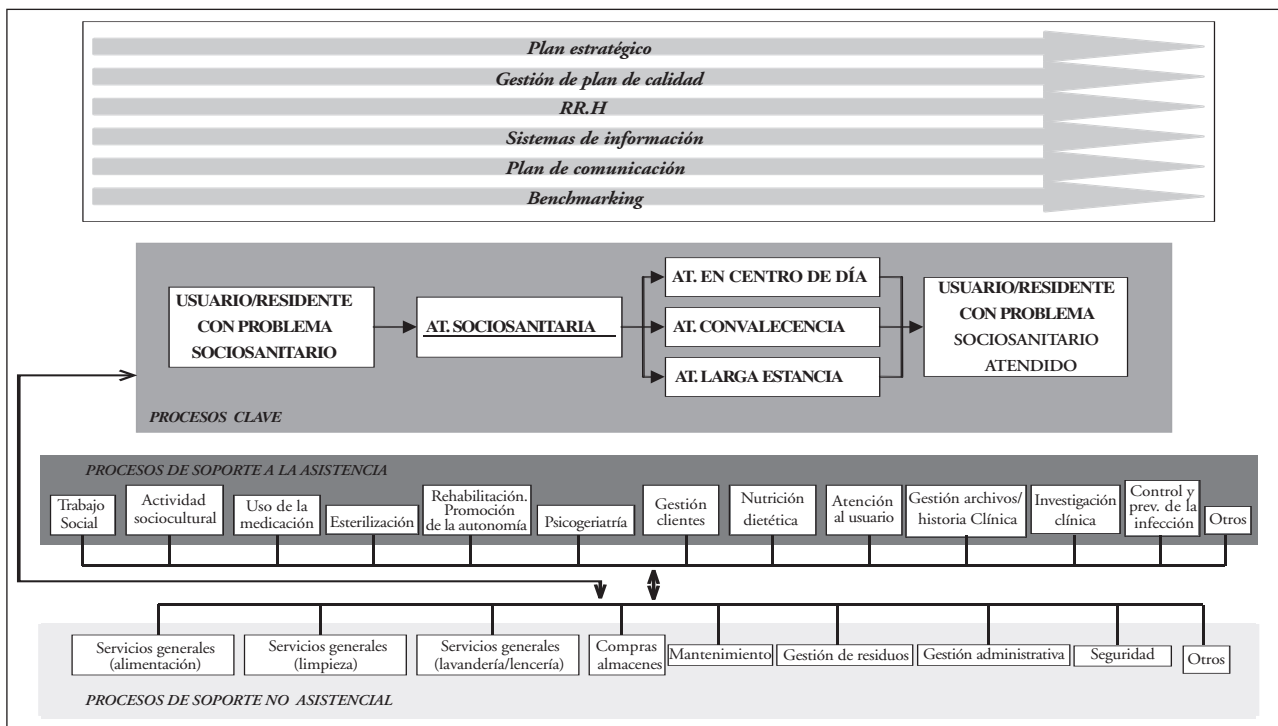 Plan estratégico
Gestión de plan de calidad
RR.H
Sistemas de información
Plan de comunicación
Benchmarking
USUARIO/RESIDENTE
CON PROBLEMA
SOCIOSANITARIO
AT. SOCIOSANITARIA
AT. EN CENTRO DE DÍA
AT. CONVALECENCIA
AT. LARGA ESTANCIA
USUARIO/RESIDENTE
CON PROBLEMA
SOCIOSANITARIO
ATENDIDO
PROCESOS CLAVE
PROCESOS DE SOPORTE A LA ASISTENCIA
Trabajo
Social
Actividad
sociocultural
Uso de la
medicación
Esterilización
Rehabilitación.
Promoción
de la autonomía
Psicogeriatría
Gestión
clientes
Nutrición
dietética
Atención
al usuario
Gestión archivos/
historia Clínica
Investigación
clínica
Control y
prev. de la
infección
Otros
Servicios generales
(alimentación)
Servicios generales
(limpieza)
Servicios generales
(lavandería/lencería)
Compras
almacenes
Mantenimiento
Gestión de residuos
Gestión administrativa
Seguridad
Otros
PROCESOS DE SOPORTE NO ASISTENCIAL